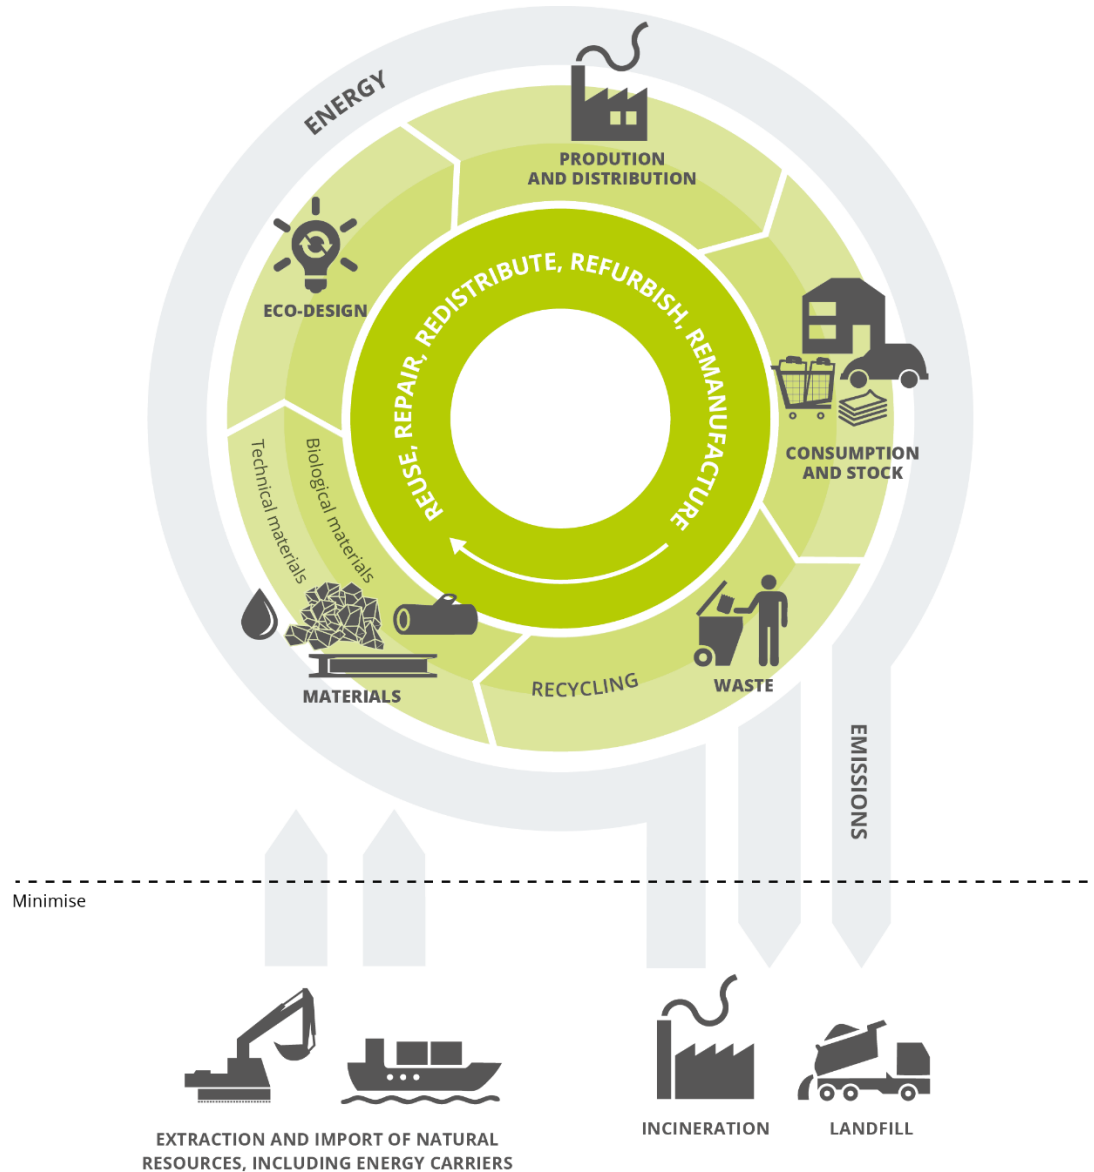 ENERGY
PRODUTION
AND DISTRIBUTION
ECO-DESIGN
REUSE, REPAIR, REDISTRIBUTE, REFURBISH, REMANUFACTURE
CONSUMPTION
AND STOCK
Technical materials
Biological materials
MATERIALS
RECYCLING
WASTE
EMISSIONS
Minimise
EXTRACTION AND IMPORT OF NATURAL
RESOURCES, INCLUDING ENERGY CARRIERS
INCINERATION
LANDFILL